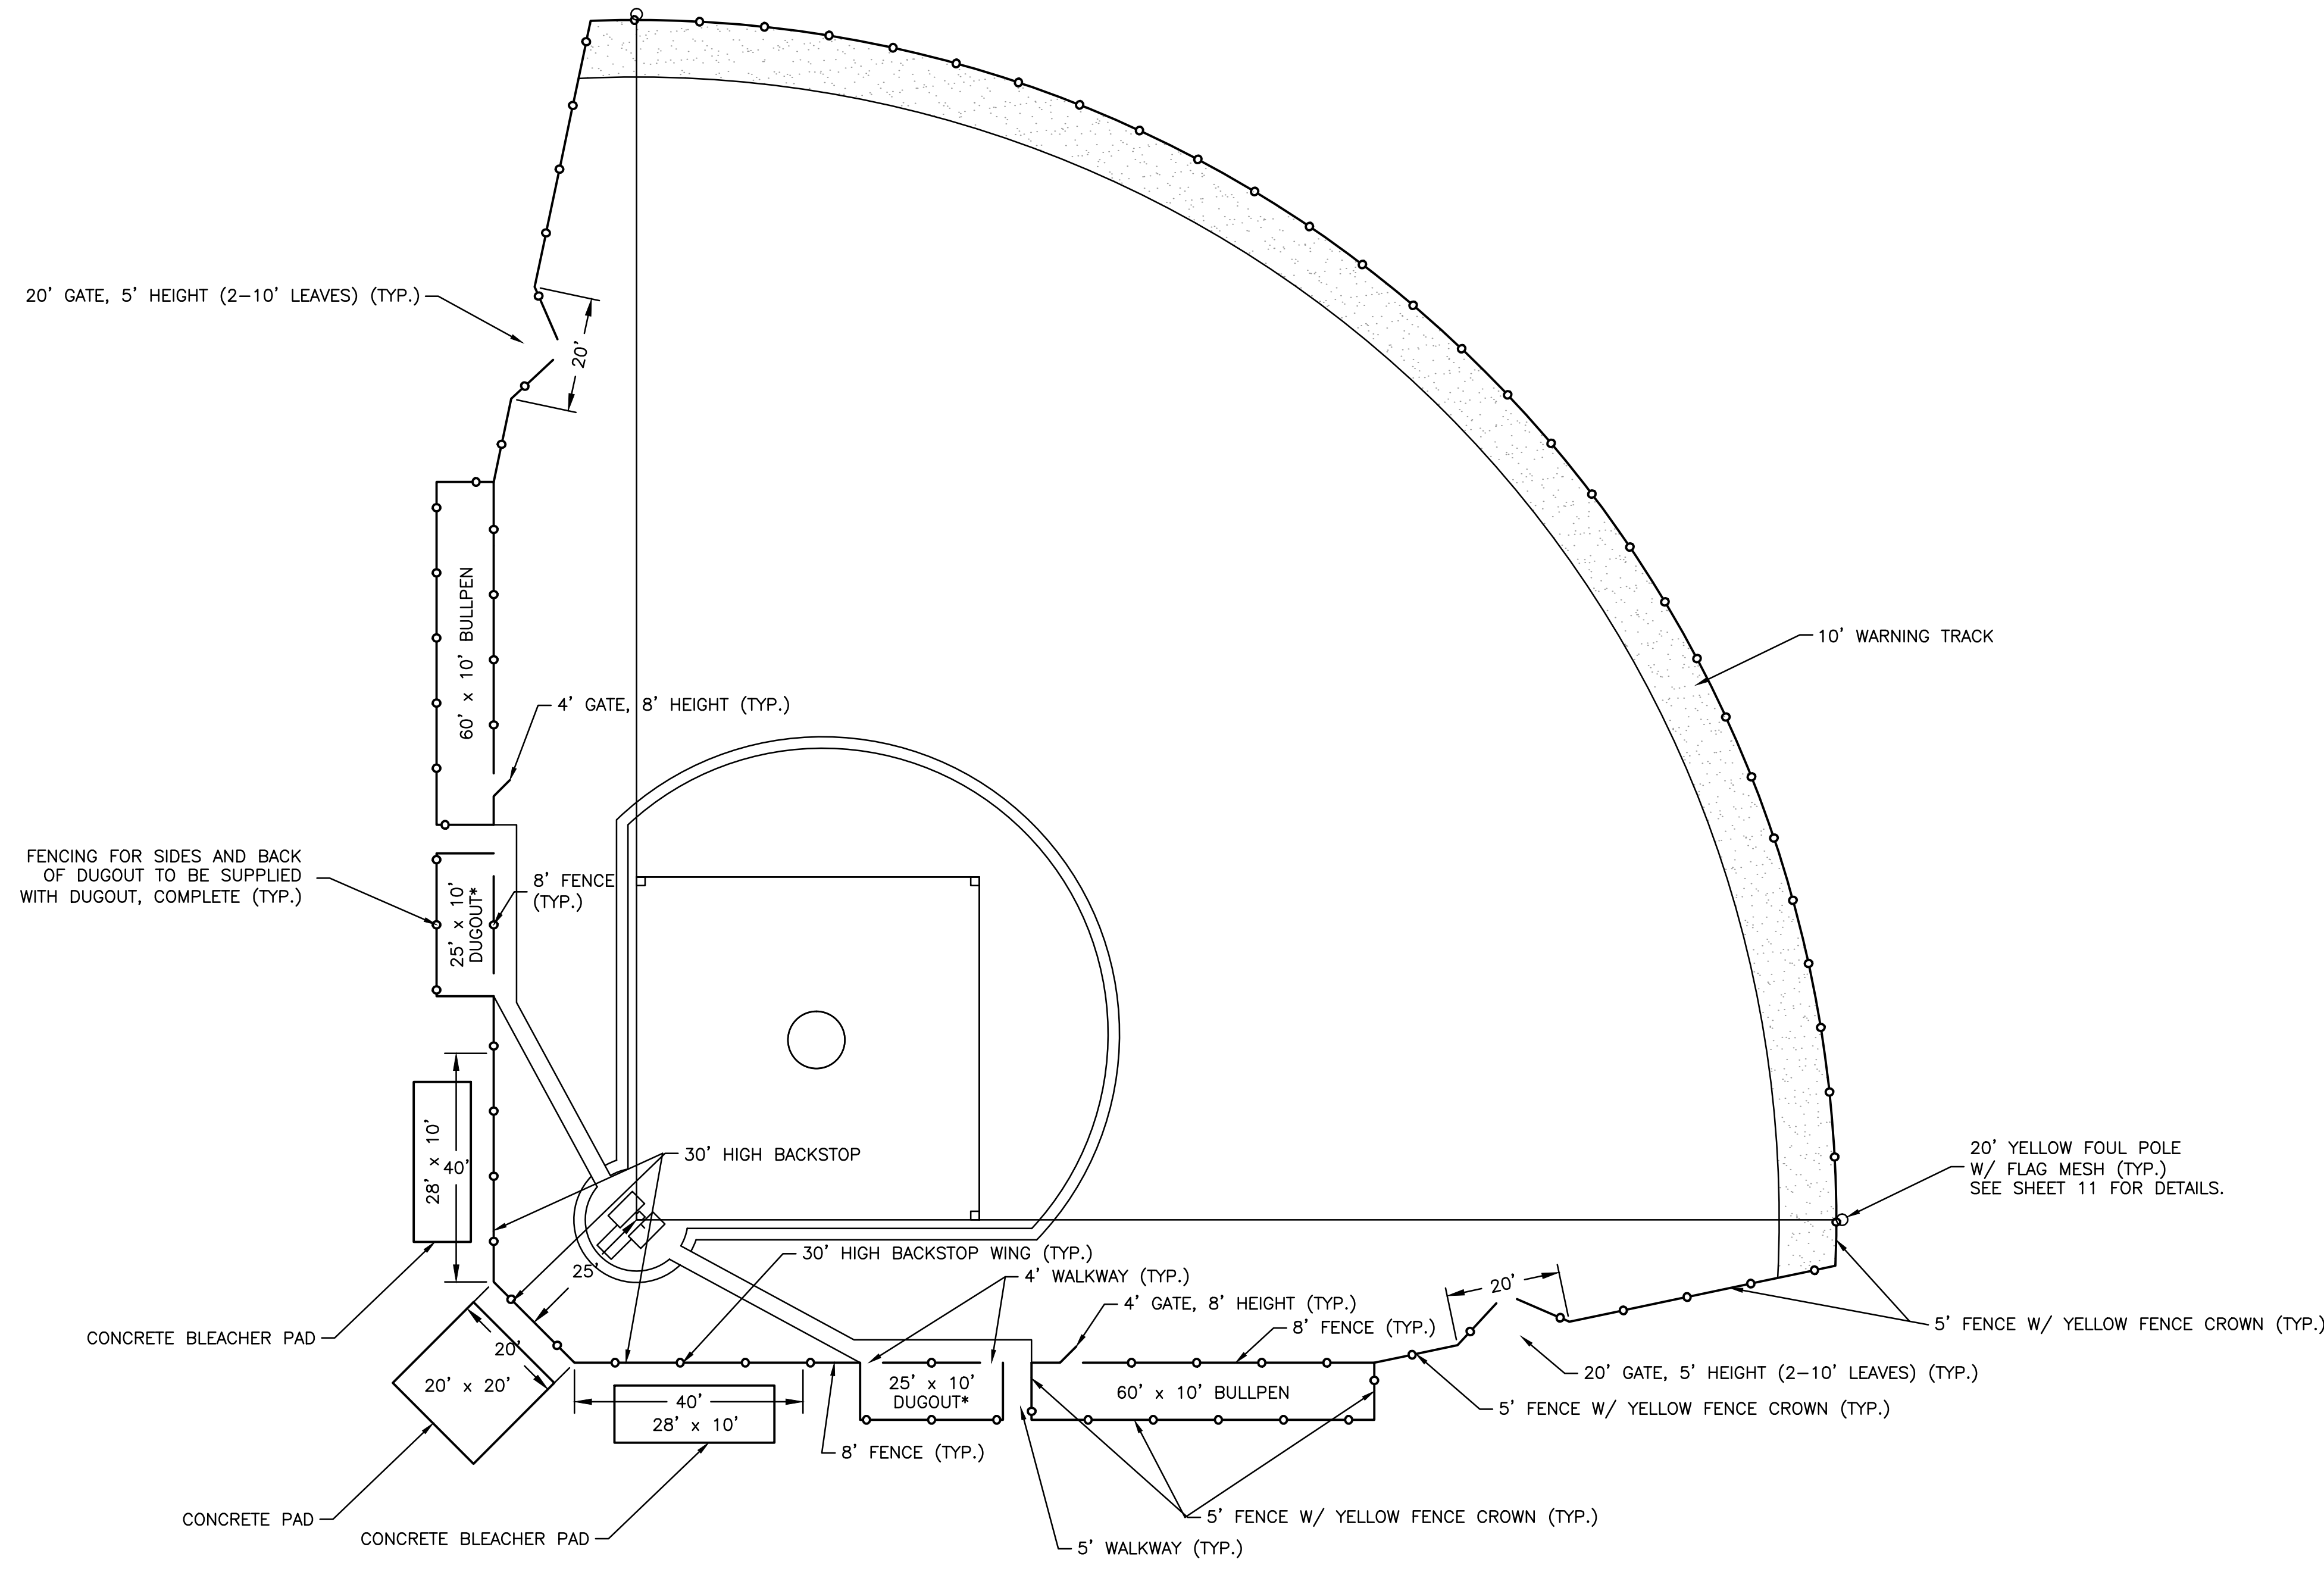 20' GATE, 5' HEIGHT (2-10' LEAVES) (TYP.)
20'
60' x 10' BULLPEN
10' WARNING TRACK
4' GATE, 8' HEIGHT (TYP.)
FENCING FOR SIDES AND BACK
OF DUGOUT TO BE SUPPLIED
WITH DUGOUT, COMPLETE (TYP.)
25' x 10'
DUGOUT*
8' FENCE
(TYP.)
28' x 10'
40'
30' HIGH BACKSTOP
20' YELLOW FOUL POLE
W/ FLAG MESH (TYP.)
SEE SHEET 11 FOR DETAILS.
30' HIGH BACKSTOP WING (TYP.)
25'
4' WALKWAY (TYP.)
20'
4' GATE, 8' HEIGHT (TYP.)
8' FENCE (TYP.)
5' FENCE W/ YELLOW FENCE CROWN (TYP.)
CONCRETE BLEACHER PAD
20'
20' x 20'
20' GATE, 5' HEIGHT (2-10' LEAVES) (TYP.)
25' x 10'
DUGOUT*
60' x 10' BULLPEN
40'
28' x 10'
5' FENCE W/ YELLOW FENCE CROWN (TYP.)
8' FENCE (TYP.)
CONCRETE PAD
5' FENCE W/ YELLOW FENCE CROWN (TYP.)
CONCRETE BLEACHER PAD
5' WALKWAY (TYP.)